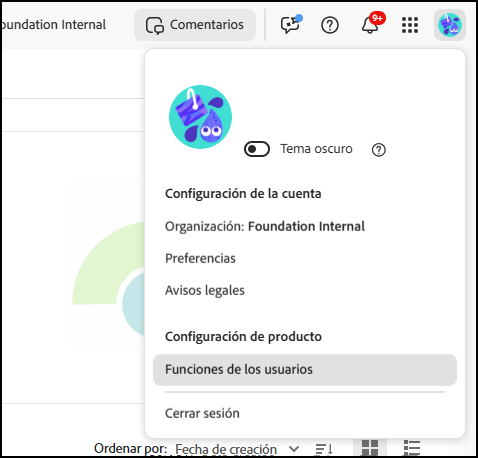 oundation Internal Comentarios 9+
Tema oscuro
Configuración de la cuenta
Organización: Foundation Internal
Preferencias
Avisos legales
Configuración de producto
Funciones de los usuarios
Cerrar sesión
Ordenar por: Fecha de creación